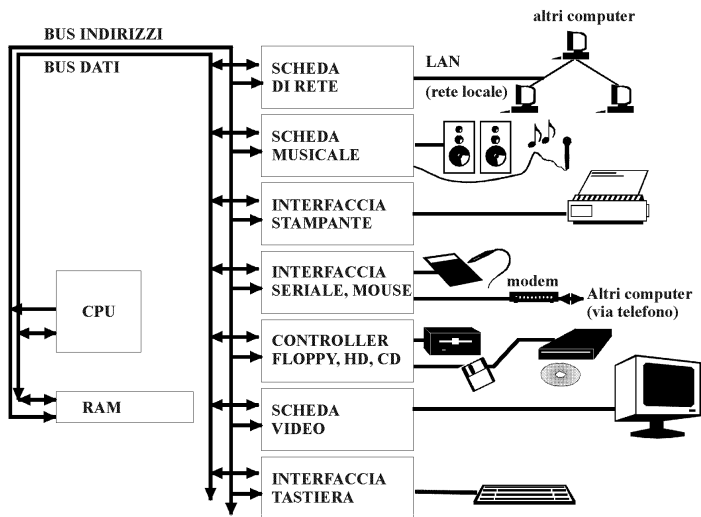 altri computer
BUS INDIRIZZI
BUS DATI
SCHEDA
DI RETE
LAN
(rete locale)
SCHEDA
MUSICALE
INTERFACCIA
STAMPANTE
INTERFACCIA
SERIALE, MOUSE
modem
Altri computer
(via telefono)
CPU
CONTROLLER
FLOPPY, HD, CD
RAM
SCHEDA
VIDEO
INTERFACCIA
TASTIERA